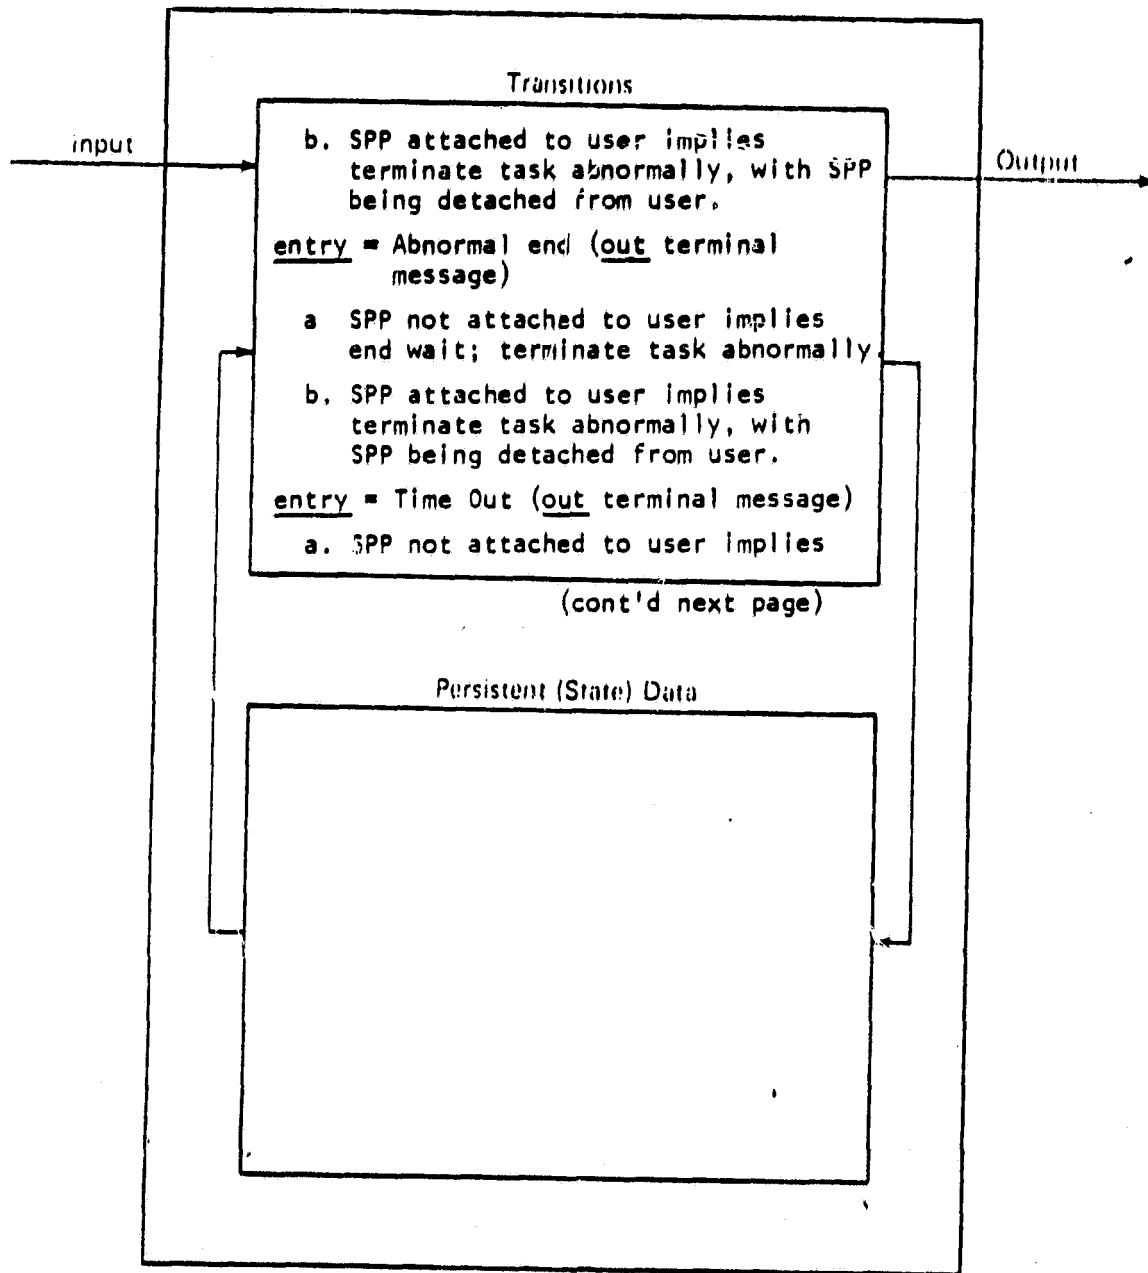 Transitions
input
Output
b. SPP attached to user implies
terminate task abnormally, with SPP
being detached from user.
entry = Abnormal end (out terminal
message)
a SPP not attached to user implies
end wait; terminate task abnormally
b. SPP attached to user implies
terminate task abnormally, with
SPP being detached from user.
entry = Time Out (out terminal message)
a. SPP not attached to user implies
(cont'd next page)
Persistent (State) Data